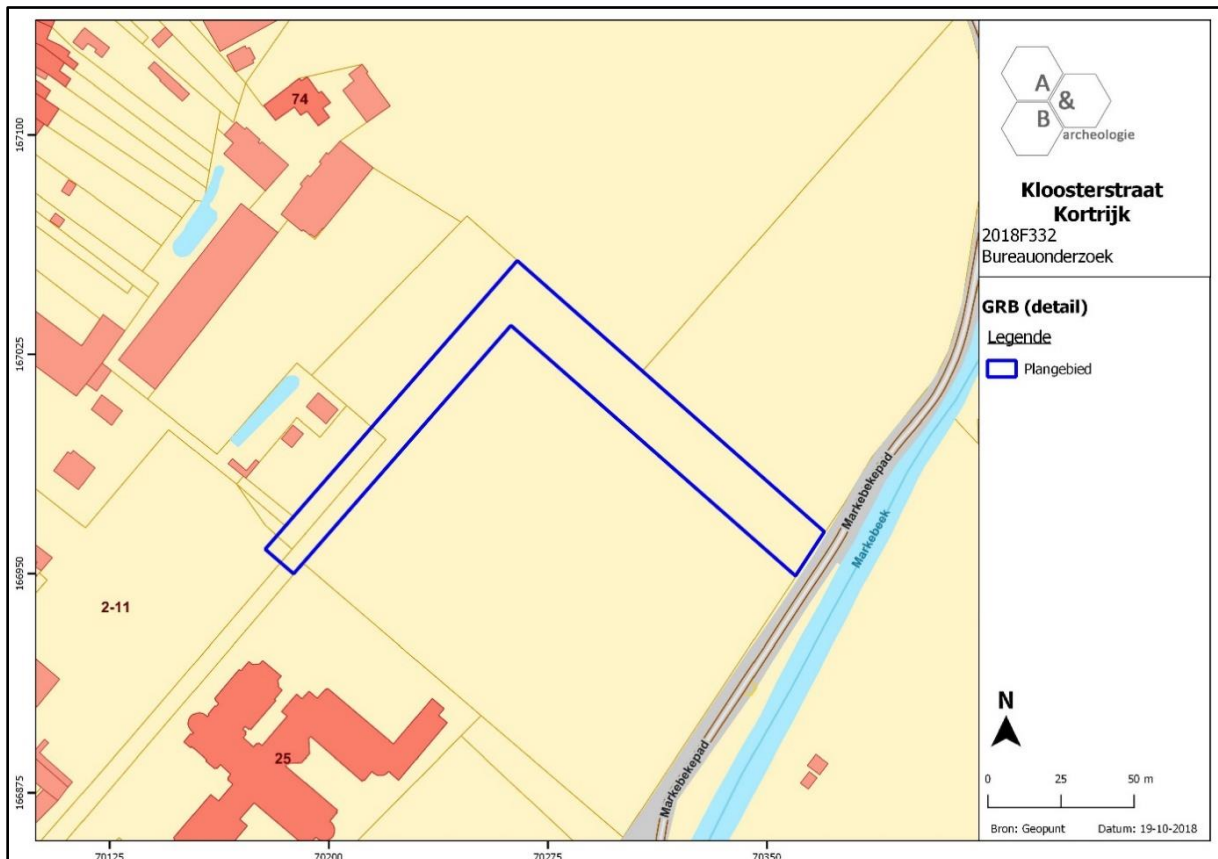 74
2-11
25
Markebekepad
Markebeek
Markebekepad
167100
167025
166950
166875
70125
70200
70275
70350
A
&
B
archeologie
Kloosterstraat
Kortrijk
2018F332
Bureauonderzoek
GRB (detail)
Legende
Plangebied
N
0 25 50 m
Bron: Geopunt Datum: 19-10-2018